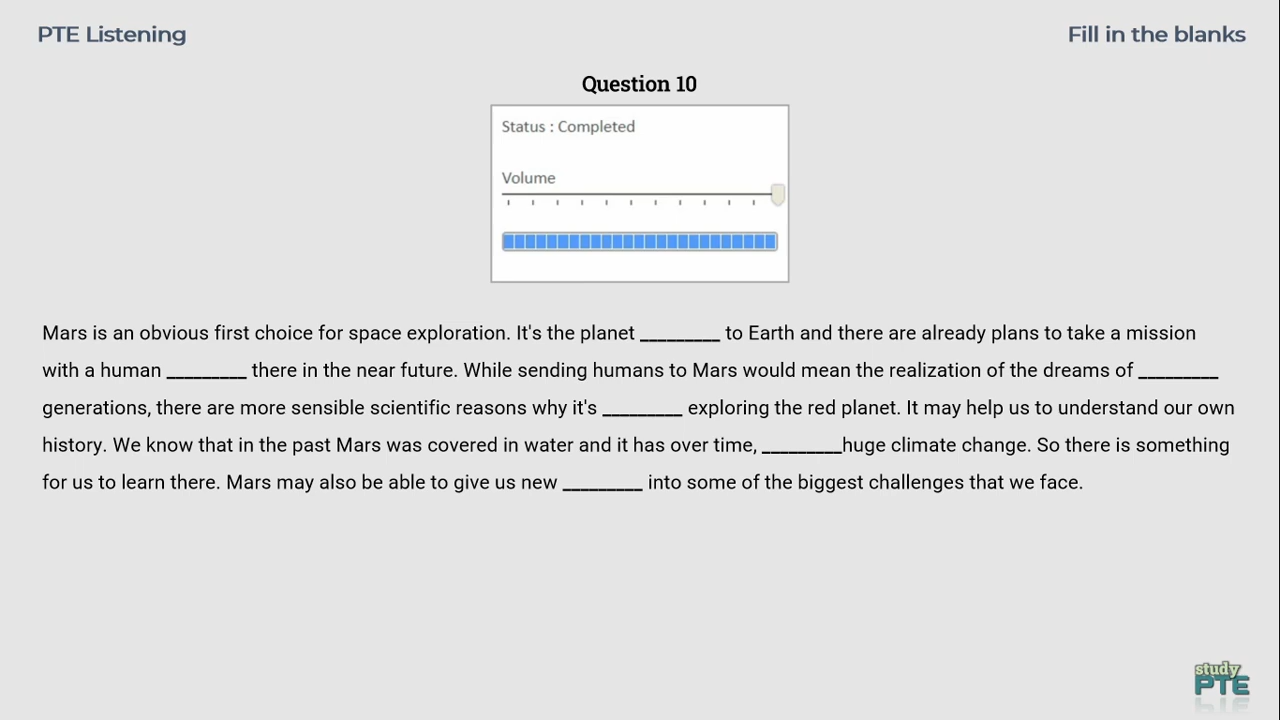 PTE Listening
Fill in the blanks
Question 10
Status : Completed
Volume
Mars is an obvious first choice for space exploration. It's the planet _________ to Earth and there are already plans to take a mission
with a human _________ there in the near future. While sending humans to Mars would mean the realization of the dreams of _________
generations, there are more sensible scientific reasons why it's _________ exploring the red planet. It may help us to understand our own
history. We know that in the past Mars was covered in water and it has over time, _________huge climate change. So there is something
for us to learn there. Mars may also be able to give us new _________ into some of the biggest challenges that we face.
study
PTE